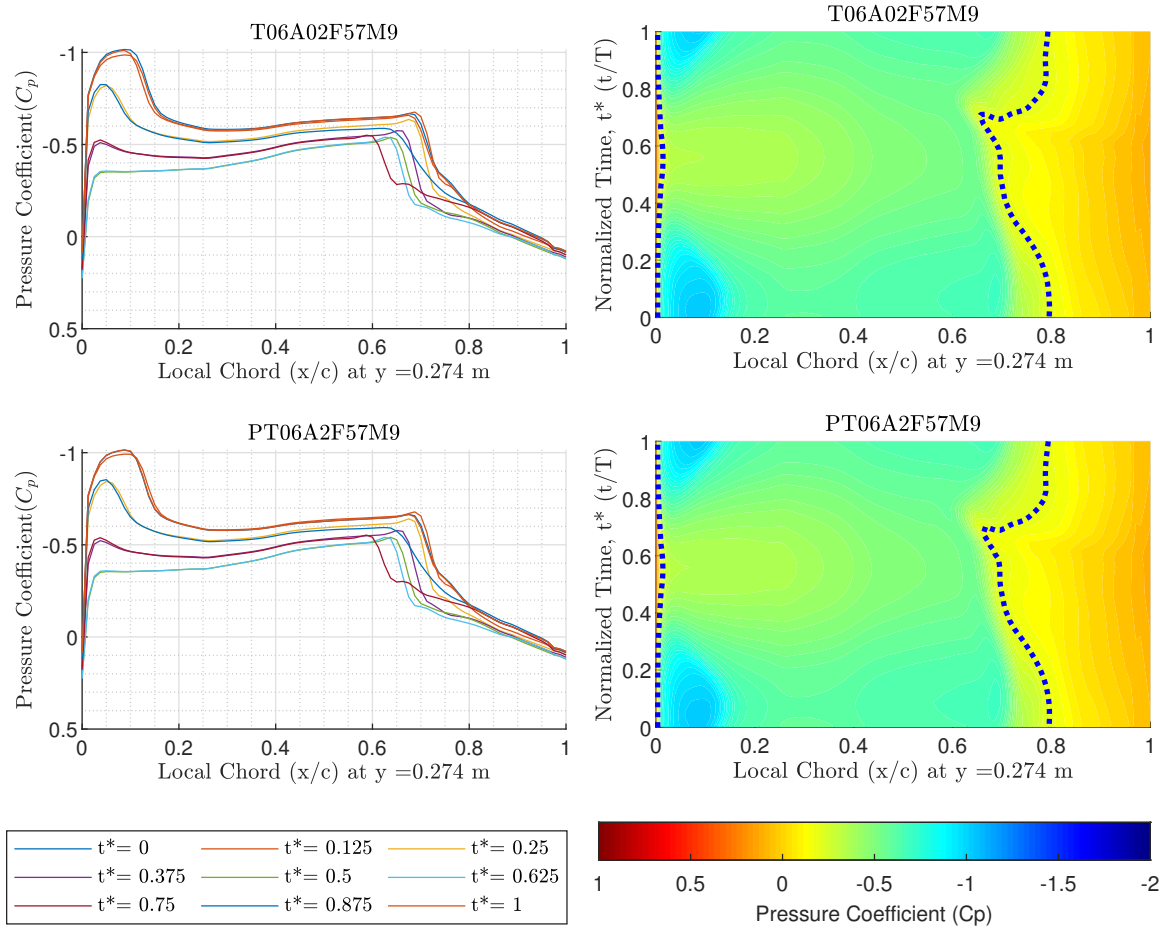 T06A02F57M9
Pressure Coefficient(Cp)
-1
-0.5
0
0.5
0 0.2 0.4 0.6 0.8 1
Local Chord (x/c) at y =0.274 m
T06A02F57M9
Normalized Time, t* (t/T)
1
0.8
0.6
0.4
0.2
0
0 0.2 0.4 0.6 0.8 1
Local Chord (x/c) at y =0.274 m
PT06A2F57M9
Pressure Coefficient(Cp)
-1
-0.5
0
0.5
0 0.2 0.4 0.6 0.8 1
Local Chord (x/c) at y =0.274 m
PT06A2F57M9
Normalized Time, t* (t/T)
1
0.8
0.6
0.4
0.2
0
0 0.2 0.4 0.6 0.8 1
Local Chord (x/c) at y =0.274 m
t*= 0 t*= 0.125 t*= 0.25
t*= 0.375 t*= 0.5 t*= 0.625
t*= 0.75 t*= 0.875 t*= 1
1 0.5 0 -0.5 -1 -1.5 -2
Pressure Coefficient (Cp)